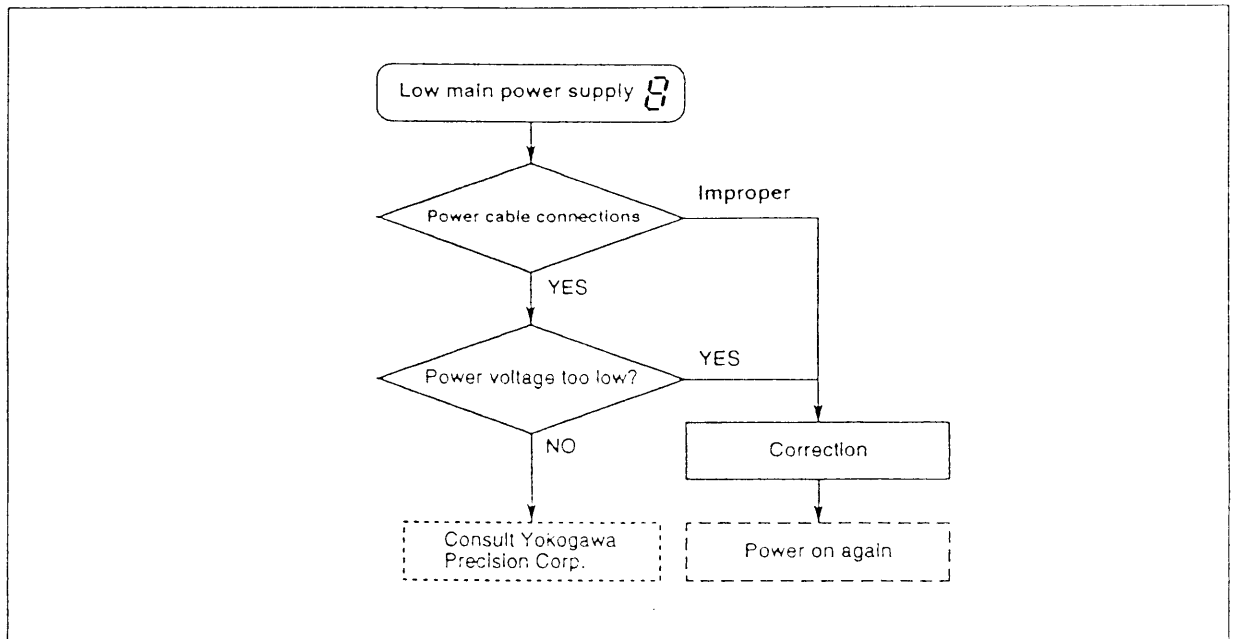 Low main power supply 8
Power cable connections
Improper
YES
Power voltage too low?
YES
NO
Correction
Consult Yokogawa
Precision Corp.
Power on again